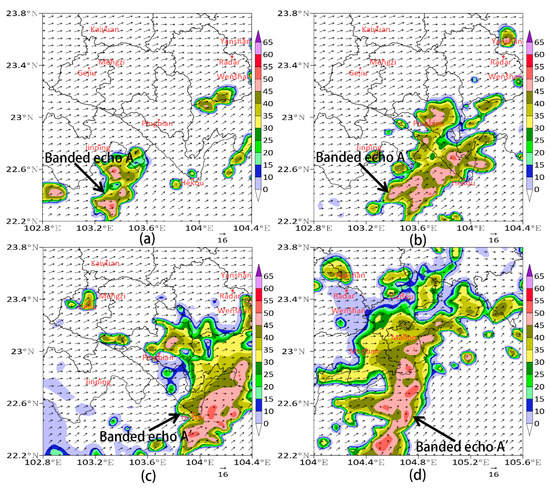 23.8°N
23.4°N
23°N
22.6°N
22.2°N
102.8°E 103.2°E 103.6°E 104°E 104.4°E
Kaiyuan
Yanshan
Mengzi
Radar
Gejiu
Wenshan
Pingbian
Jinping
Banded echo A
Hekou
65
60
55
50
45
40
35
30
25
20
15
10
0
(a)
16
23.8°N
23.4°N
23°N
22.6°N
22.2°N
102.8°E 103.2°E 103.6°E 104°E 104.4°E
Kaiyuan
Yanshan
Mengzi
Radar
Gejiu
Wenshan
Jinping
Banded echo A
Hekou
65
60
55
50
45
40
35
30
25
20
15
10
0
(b)
16
23.8°N
23.4°N
23°N
22.6°N
22.2°N
102.8°E 103.2°E 103.6°E 104°E 104.4°E
Kaiyuan
Yanshan
Mengzi
Radar
Wenshan
Jinping
Banded echo A'
65
60
55
50
45
40
35
30
25
20
15
10
0
(c)
16
23.8°N
23.4°N
23°N
22.6°N
22.2°N
104°E 104.4°E 104.8°E 105.2°E 105.6°E
Radar
Wenshan
Banded echo A'
65
60
55
50
45
40
35
30
25
20
15
10
0
(d)
16